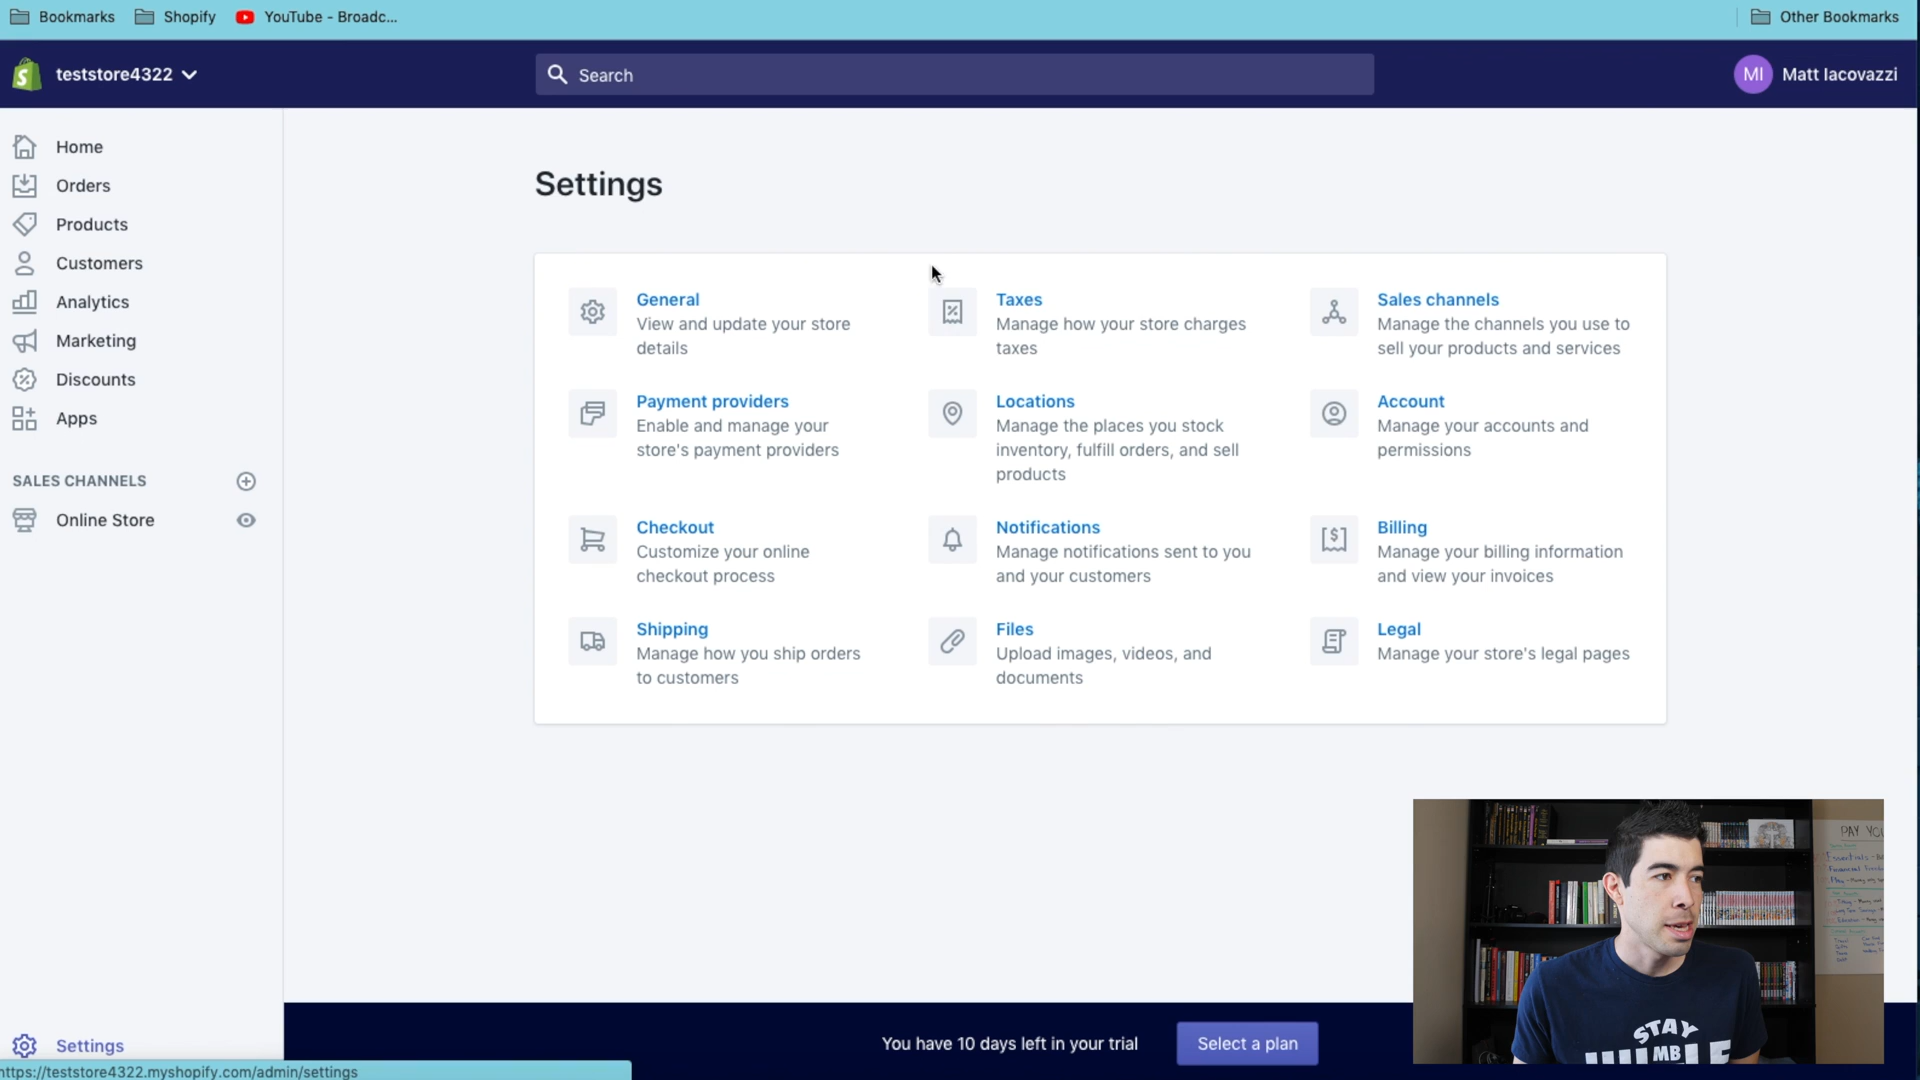 Bookmarks
Shopify
YouTube - Broadc...
Other Bookmarks
teststore4322
Search
MI
Matt Iacovazzi
Home
Orders
Products
Customers
Analytics
Marketing
Discounts
Apps
SALES CHANNELS
Online Store
Settings
Settings
General
View and update your store
details
Taxes
Manage how your store charges
taxes
Sales channels
Manage the channels you use to
sell your products and services
Payment providers
Enable and manage your
store's payment providers
Locations
Manage the places you stock
inventory, fulfill orders, and sell
products
Account
Manage your accounts and
permissions
Checkout
Customize your online
checkout process
Notifications
Manage notifications sent to you
and your customers
Billing
Manage your billing information
and view your invoices
Shipping
Manage how you ship orders
to customers
Files
Upload images, videos, and
documents
Legal
Manage your store's legal pages
You have 10 days left in your trial
Select a plan
https://teststore4322.myshopify.com/admin/settings
PAY YOU
STAY